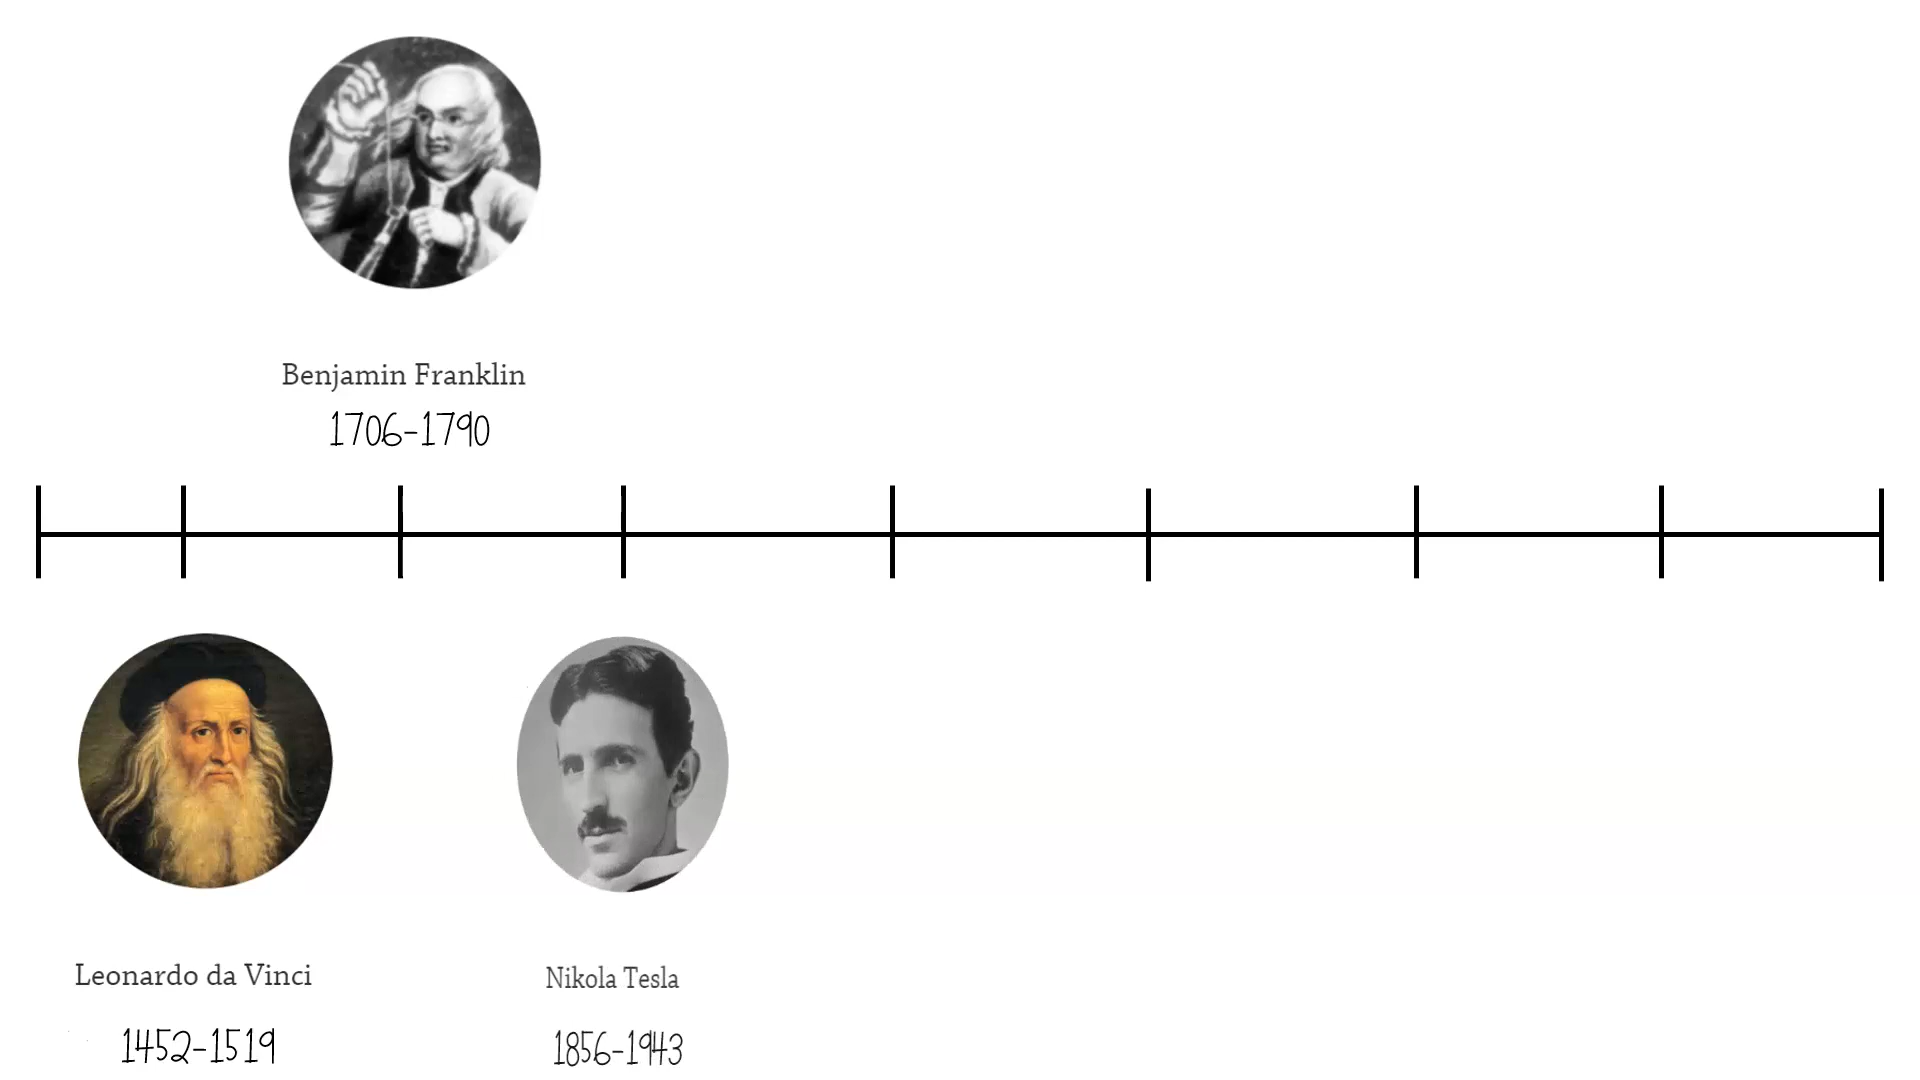 Benjamin Franklin
1706-1790
Leonardo da Vinci
1452-1519
Nikola Tesla
1856-1943